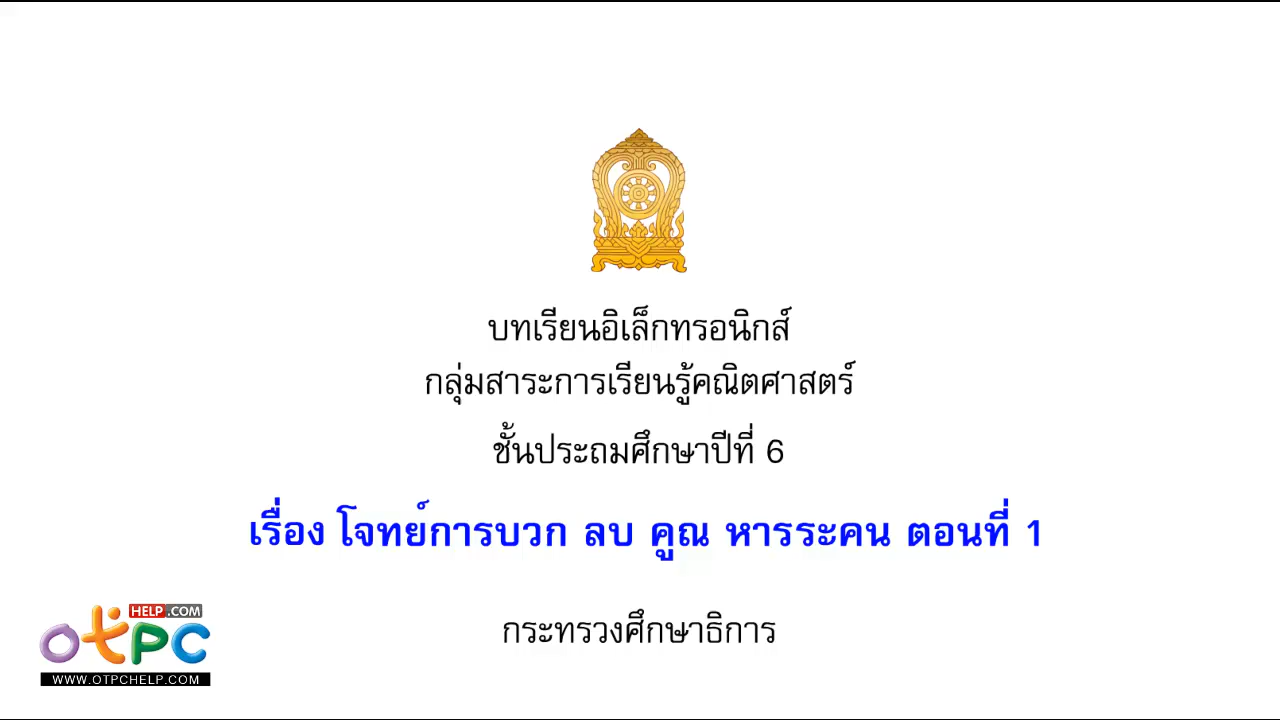 บทเรียนอิเล็กทรอนิกส์
กลุ่มสาระการเรียนรู้คณิตศาสตร์
ชั้นประถมศึกษาปีที่ 6
เรื่อง โจทย์การบวก ลบ คูณ หารระคน ตอนที่ 1
กระทรวงศึกษาธิการ
HELP.COM
OTPC
WWW.OTPCHELP.COM